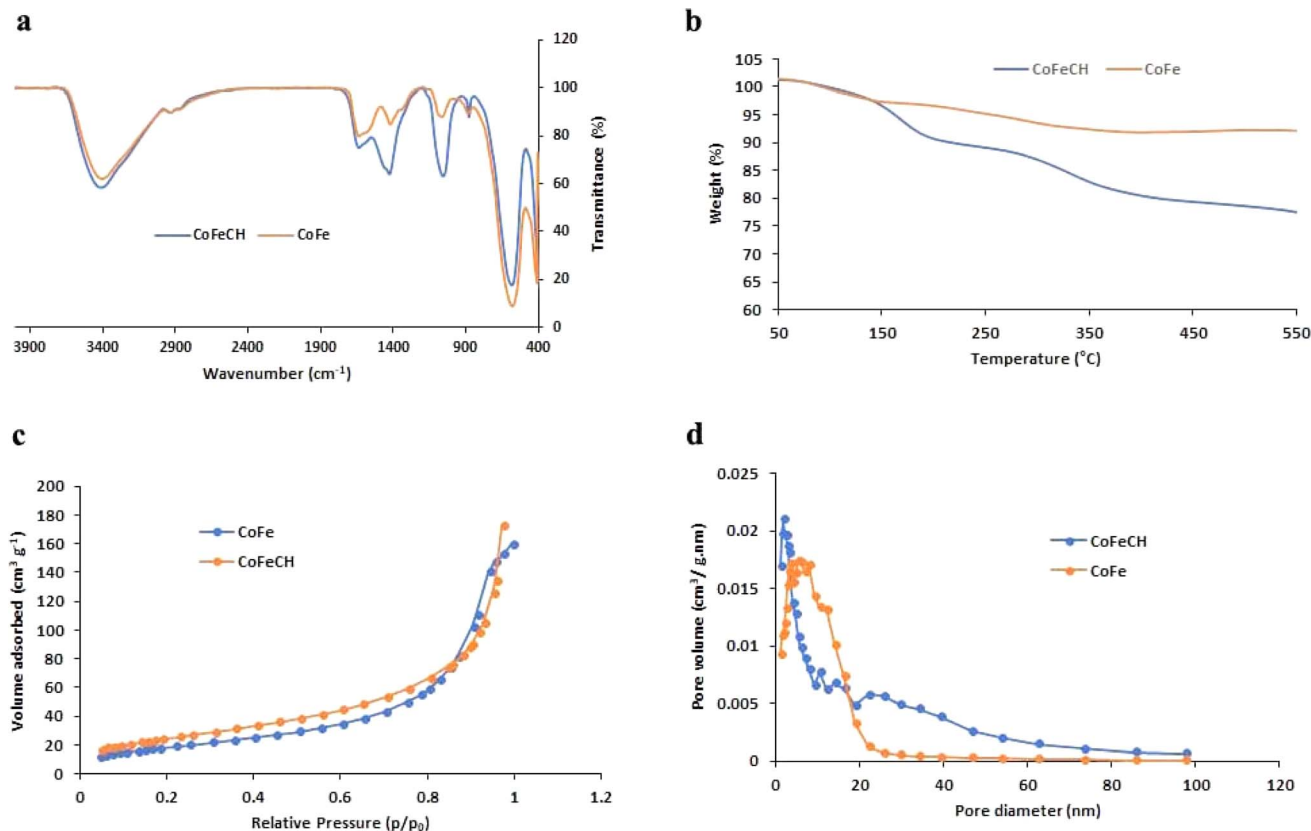 a
120
100
80
60
40
20
0
Transmittance (%)
CoFeCH
CoFe
3900 3400 2900 2400 1900 1400 900 400
Wavenumber (cm⁻¹)
b
105
100
95
90
85
80
75
70
65
60
Weight (%)
CoFeCH
CoFe
50 150 250 350 450 550
Temperature (°C)
c
200
180
160
140
120
100
80
60
40
20
0
Volume adsorbed (cm³ g⁻¹)
CoFe
CoFeCH
0 0.2 0.4 0.6 0.8 1 1.2
Relative Pressure (p/p₀)
d
0.025
0.02
0.015
0.01
0.005
0
Pore volume (cm³/ g.nm)
CoFeCH
CoFe
0 20 40 60 80 100 120
Pore diameter (nm)